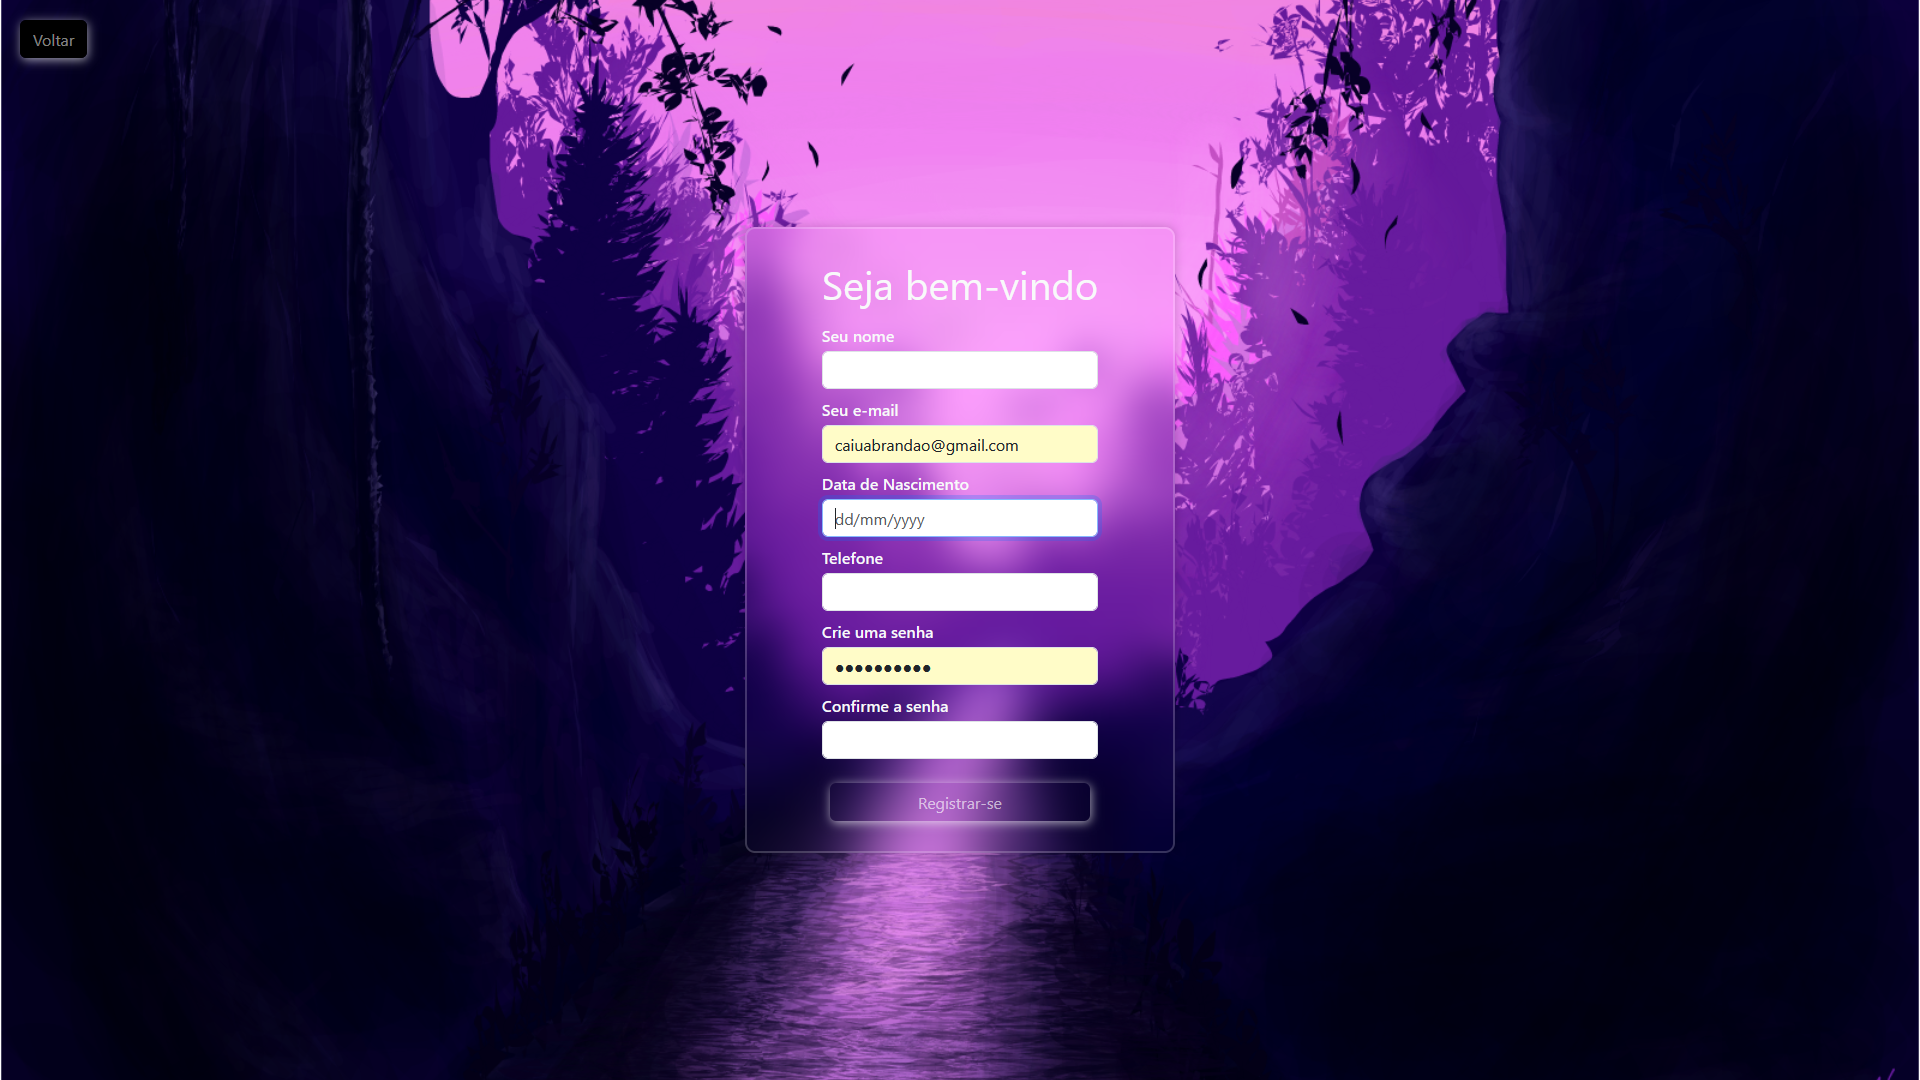 Voltar
Seja bem-vindo
Seu nome
Seu e-mail
caiuabrandao@gmail.com
Data de Nascimento
dd/mm/yyyy
Telefone
Crie uma senha
●●●●●●●●●●
Confirme a senha
Registrar-se